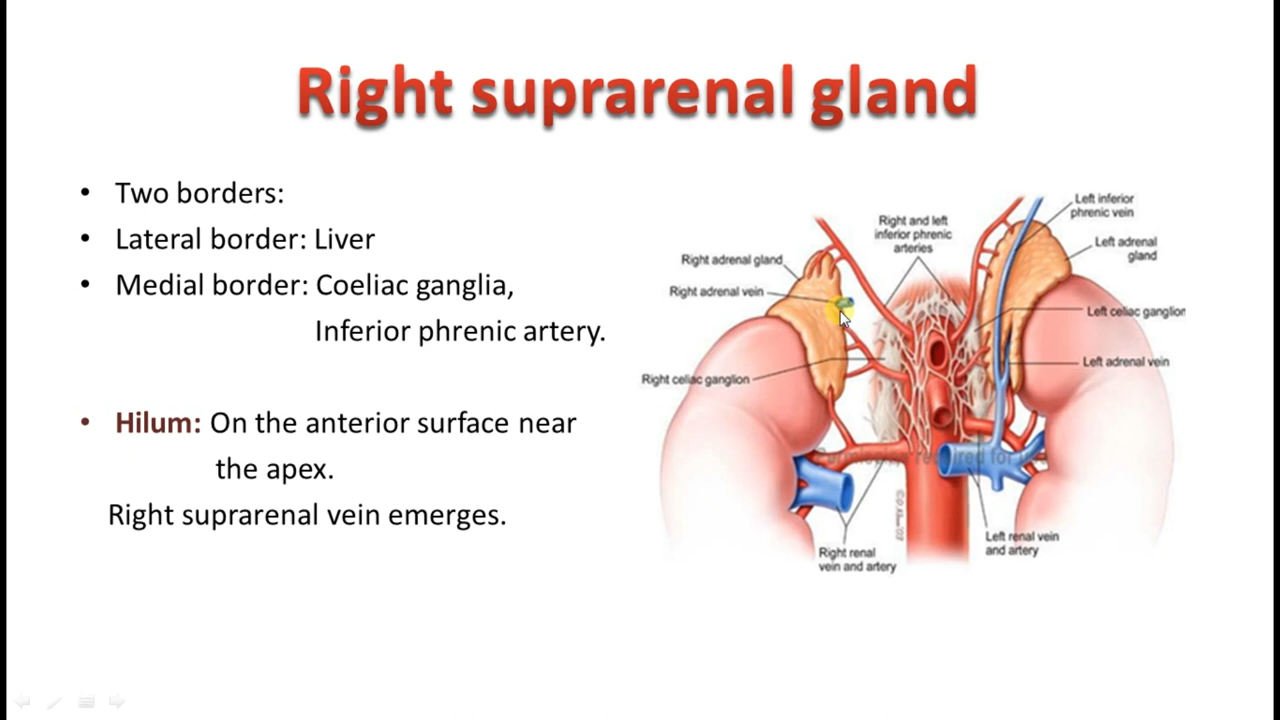 Right suprarenal gland
• Two borders:
• Lateral border: Liver
• Medial border: Coeliac ganglia,
Inferior phrenic artery.
• Hilum: On the anterior surface near
the apex.
Right suprarenal vein emerges.
Left inferior
phrenic vein
Right and left
inferior phrenic
arteries
Left adrenal
gland
Right adrenal gland
Right adrenal vein
Left celiac ganglion
Left adrenal vein
Right celiac ganglion
Right renal
vein and artery
Left renal vein
and artery